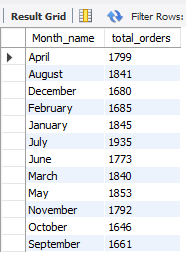 Result Grid Filter Rows:
Month_name total_orders
April 1799
August 1841
December 1680
February 1685
January 1845
July 1935
June 1773
March 1840
May 1853
November 1792
October 1646
September 1661